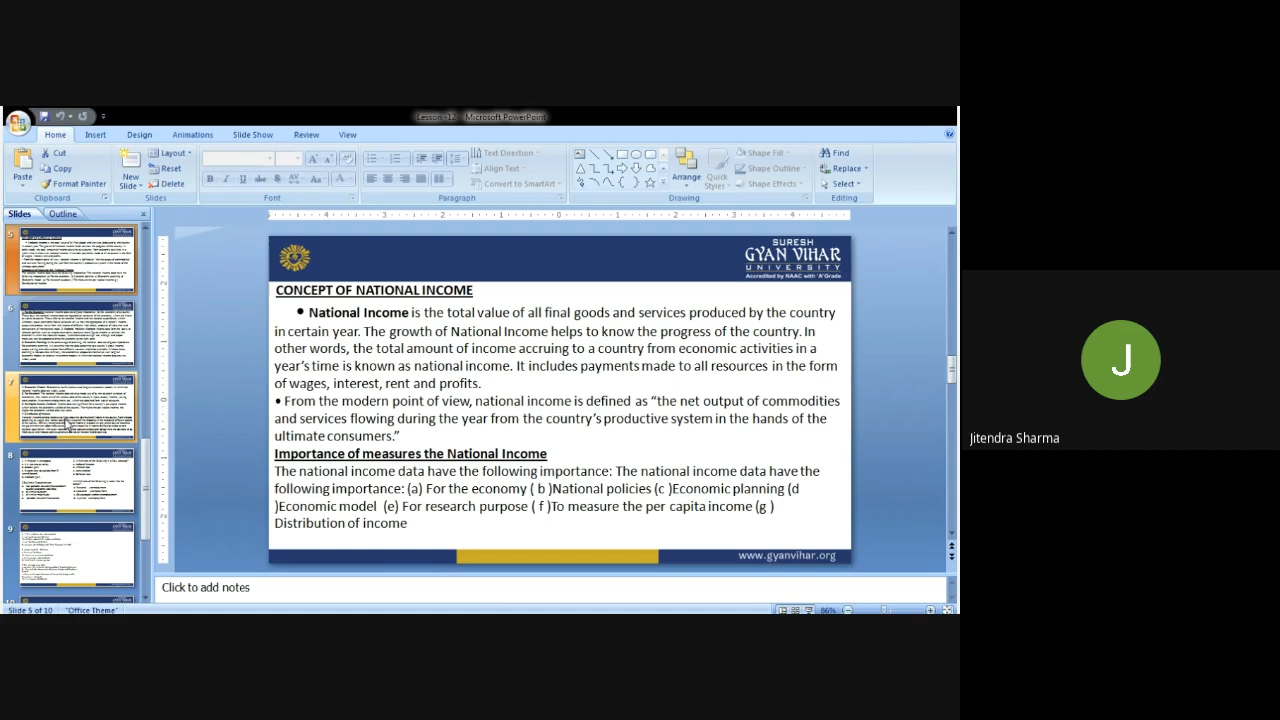 Lesson -12 Microsoft PowerPoint
Home Insert Design Animations Slide Show Review View
Paste Cut Copy Format Painter Clipboard
New Slide Layout Reset Delete Slides
Font
Text Direction Align Text Convert to SmartArt Paragraph
Arrange Quick Styles Shape Fill Shape Outline Shape Effects Drawing
Find Replace Select Editing
Slides Outline
SURESH
GYAN VIHAR
UNIVERSITY
Accredited by NAAC with 'A'Grade
CONCEPT OF NATIONAL INCOME
• National Income is the total value of all final goods and services produced by the country
in certain year. The growth of National Income helps to know the progress of the country. In
other words, the total amount of income accruing to a country from economic activities in a
year's time is known as national income. It includes payments made to all resources in the form
of wages, interest, rent and profits.
• From the modern point of view, national income is defined as “the net output of commodities
and services flowing during the year from the country's productive system in the hands of the
ultimate consumers.”
Importance of measures the National Income
The national income data have the following importance: The national income data have the
following importance: (a) For the economy ( b )National policies (c )Economic planning (d
)Economic model (e) For research purpose ( f )To measure the per capita income (g )
Distribution of income
www.gyanvihar.org
5
6
7
8
9
Click to add notes
Slide 5 of 10 "Office Theme" 86%
J
Jitendra Sharma